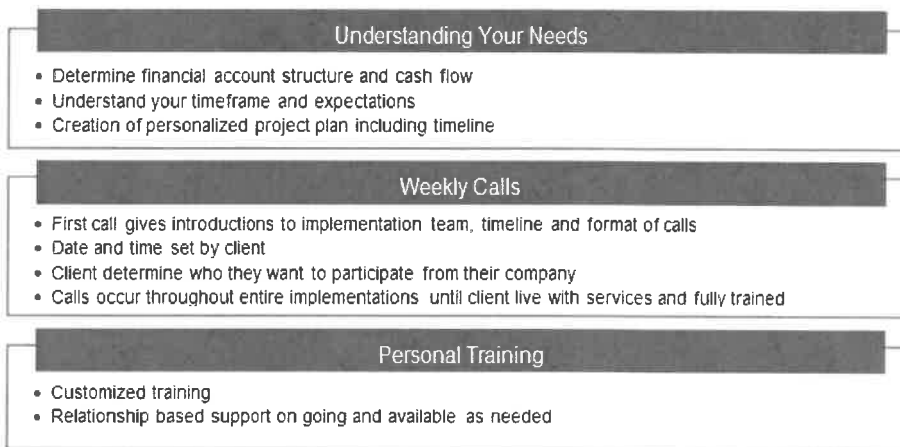 Understanding Your Needs
• Determine financial account structure and cash flow
• Understand your timeframe and expectations
• Creation of personalized project plan including timeline
Weekly Calls
• First call gives introductions to implementation team, timeline and format of calls
• Date and time set by client
• Client determine who they want to participate from their company
• Calls occur throughout entire implementations until client live with services and fully trained
Personal Training
• Customized training
• Relationship based support on going and available as needed